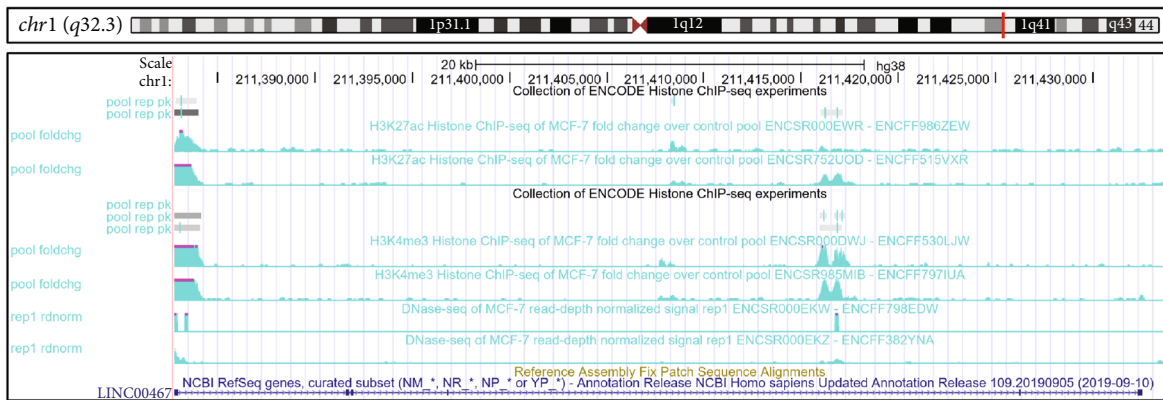 chr1 (q32.3) 1p31.1 1q12 1q41 q43 44
Scale 20 kb hg38
chr1: 211,390,000 211,395,000 211,400,000 211,405,000 211,410,000 211,415,000 211,420,000 211,425,000 211,430,000
Collection of ENCODE Histone ChIP-seq experiments
pool rep pk
pool rep pk
H3K27ac Histone ChIP-seq of MCF-7 fold change over control pool ENCSR000EWR - ENCFF986ZEW
pool foldchg
H3K27ac Histone ChIP-seq of MCF-7 fold change over control pool ENCSR752UOD - ENCFF515VXR
pool foldchg
Collection of ENCODE Histone ChIP-seq experiments
pool rep pk
pool rep pk
pool rep pk
H3K4me3 Histone ChIP-seq of MCF-7 fold change over control pool ENCSR000DWJ - ENCFF530LJW
pool foldchg
H3K4me3 Histone ChIP-seq of MCF-7 fold change over control pool ENCSR985MIB - ENCFF797IUA
pool foldchg
DNase-seq of MCF-7 read-depth normalized signal rep1 ENCSR000EKW - ENCFF798EDW
rep1 rdnorm
DNase-seq of MCF-7 read-depth normalized signal rep1 ENCSR000EKZ - ENCFF382YNA
rep1 rdnorm
Reference Assembly Fix Patch Sequence Alignments
NCBI RefSeq genes, curated subset (NM_*, NR_*, NP_* or YP_*) - Annotation Release NCBI Homo sapiens Updated Annotation Release 109.20190905 (2019-09-10)
LINC00467